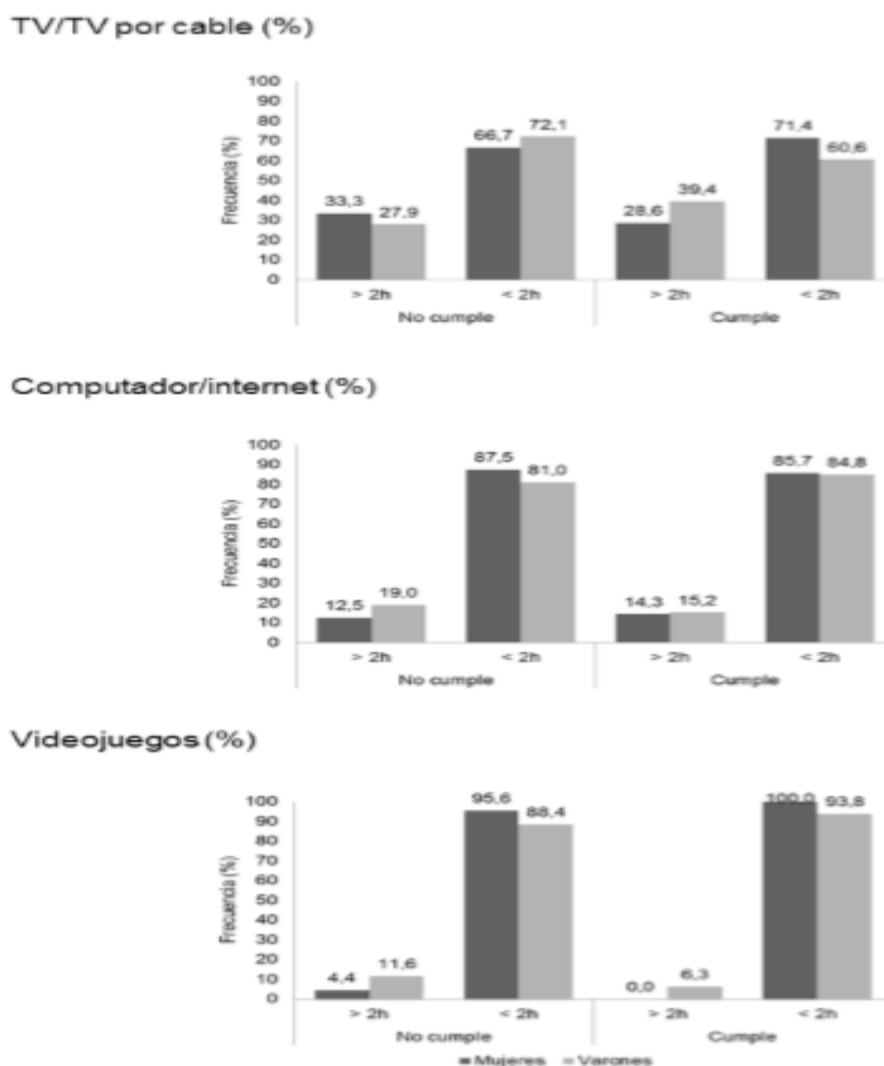 TV/TV por cable (%)
Frecuencia (%)
100
90
80
70
60
50
40
30
20
10
0
33,3
27,9
66,7
72,1
28,6
39,4
71,4
60,6
> 2h
< 2h
> 2h
< 2h
No cumple
Cumple
Computador/internet (%)
Frecuencia (%)
100
90
80
70
60
50
40
30
20
10
0
12,5
19,0
87,5
81,0
14,3
15,2
85,7
84,8
> 2h
< 2h
> 2h
< 2h
No cumple
Cumple
Videojuegos (%)
Frecuencia (%)
100
90
80
70
60
50
40
30
20
10
0
4,4
11,6
95,6
88,4
0,0
6,3
100,0
93,8
> 2h
< 2h
> 2h
< 2h
No cumple
Cumple
Mujeres
Varones